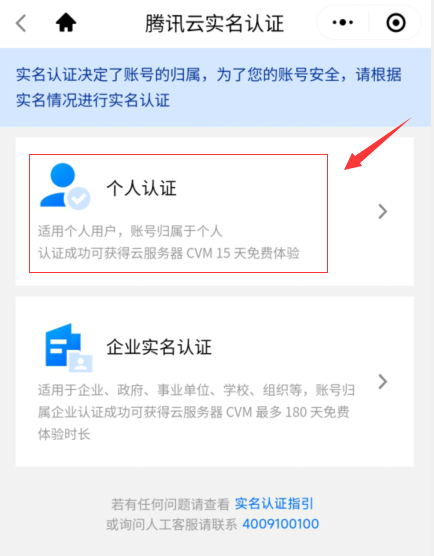 腾讯云实名认证
实名认证决定了账号的归属，为了您的账号安全，请根据
实名情况进行实名认证
个人认证
适用个人用户，账号归属于个人
认证成功可获得云服务器 CVM 15 天免费体验
企业实名认证
适用于企业、政府、事业单位、学校、组织等，账号归
属企业认证成功可获得云服务器 CVM 最多 180 天免费
体验时长
若有任何问题请查看 实名认证指引
或询问人工客服请联系 4009100100